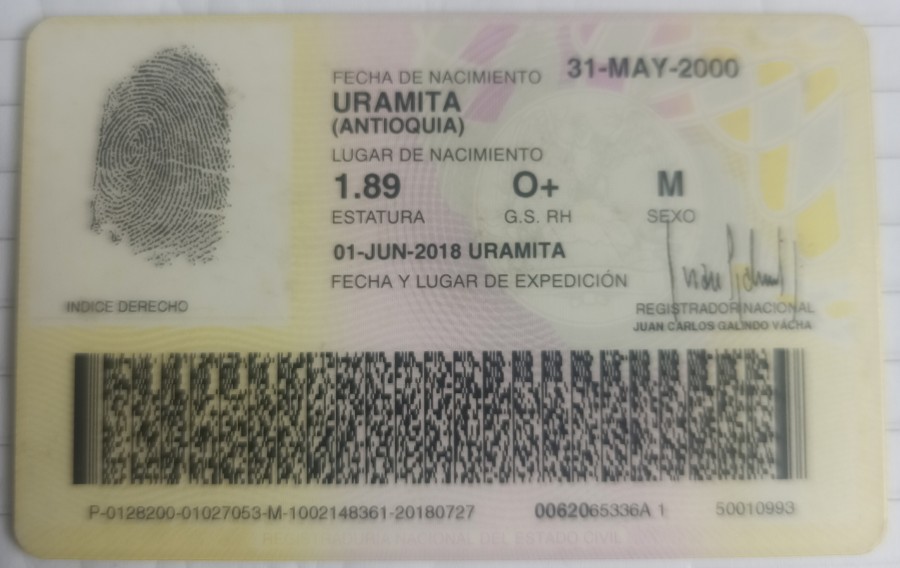 FECHA DE NACIMIENTO 31-MAY-2000
URAMITA
(ANTIOQUIA)
LUGAR DE NACIMIENTO
1.89 O+ M
ESTATURA G.S. RH SEXO
01-JUN-2018 URAMITA
FECHA Y LUGAR DE EXPEDICIÓN
INDICE DERECHO
REGISTRADOR NACIONAL
JUAN CARLOS GALINDO VÁCHA
P-0128200-01027053-M-1002148361-20180727 0062065336A 1 50010993
REGISTRADURIA NACIONAL DEL ESTADO CIVIL